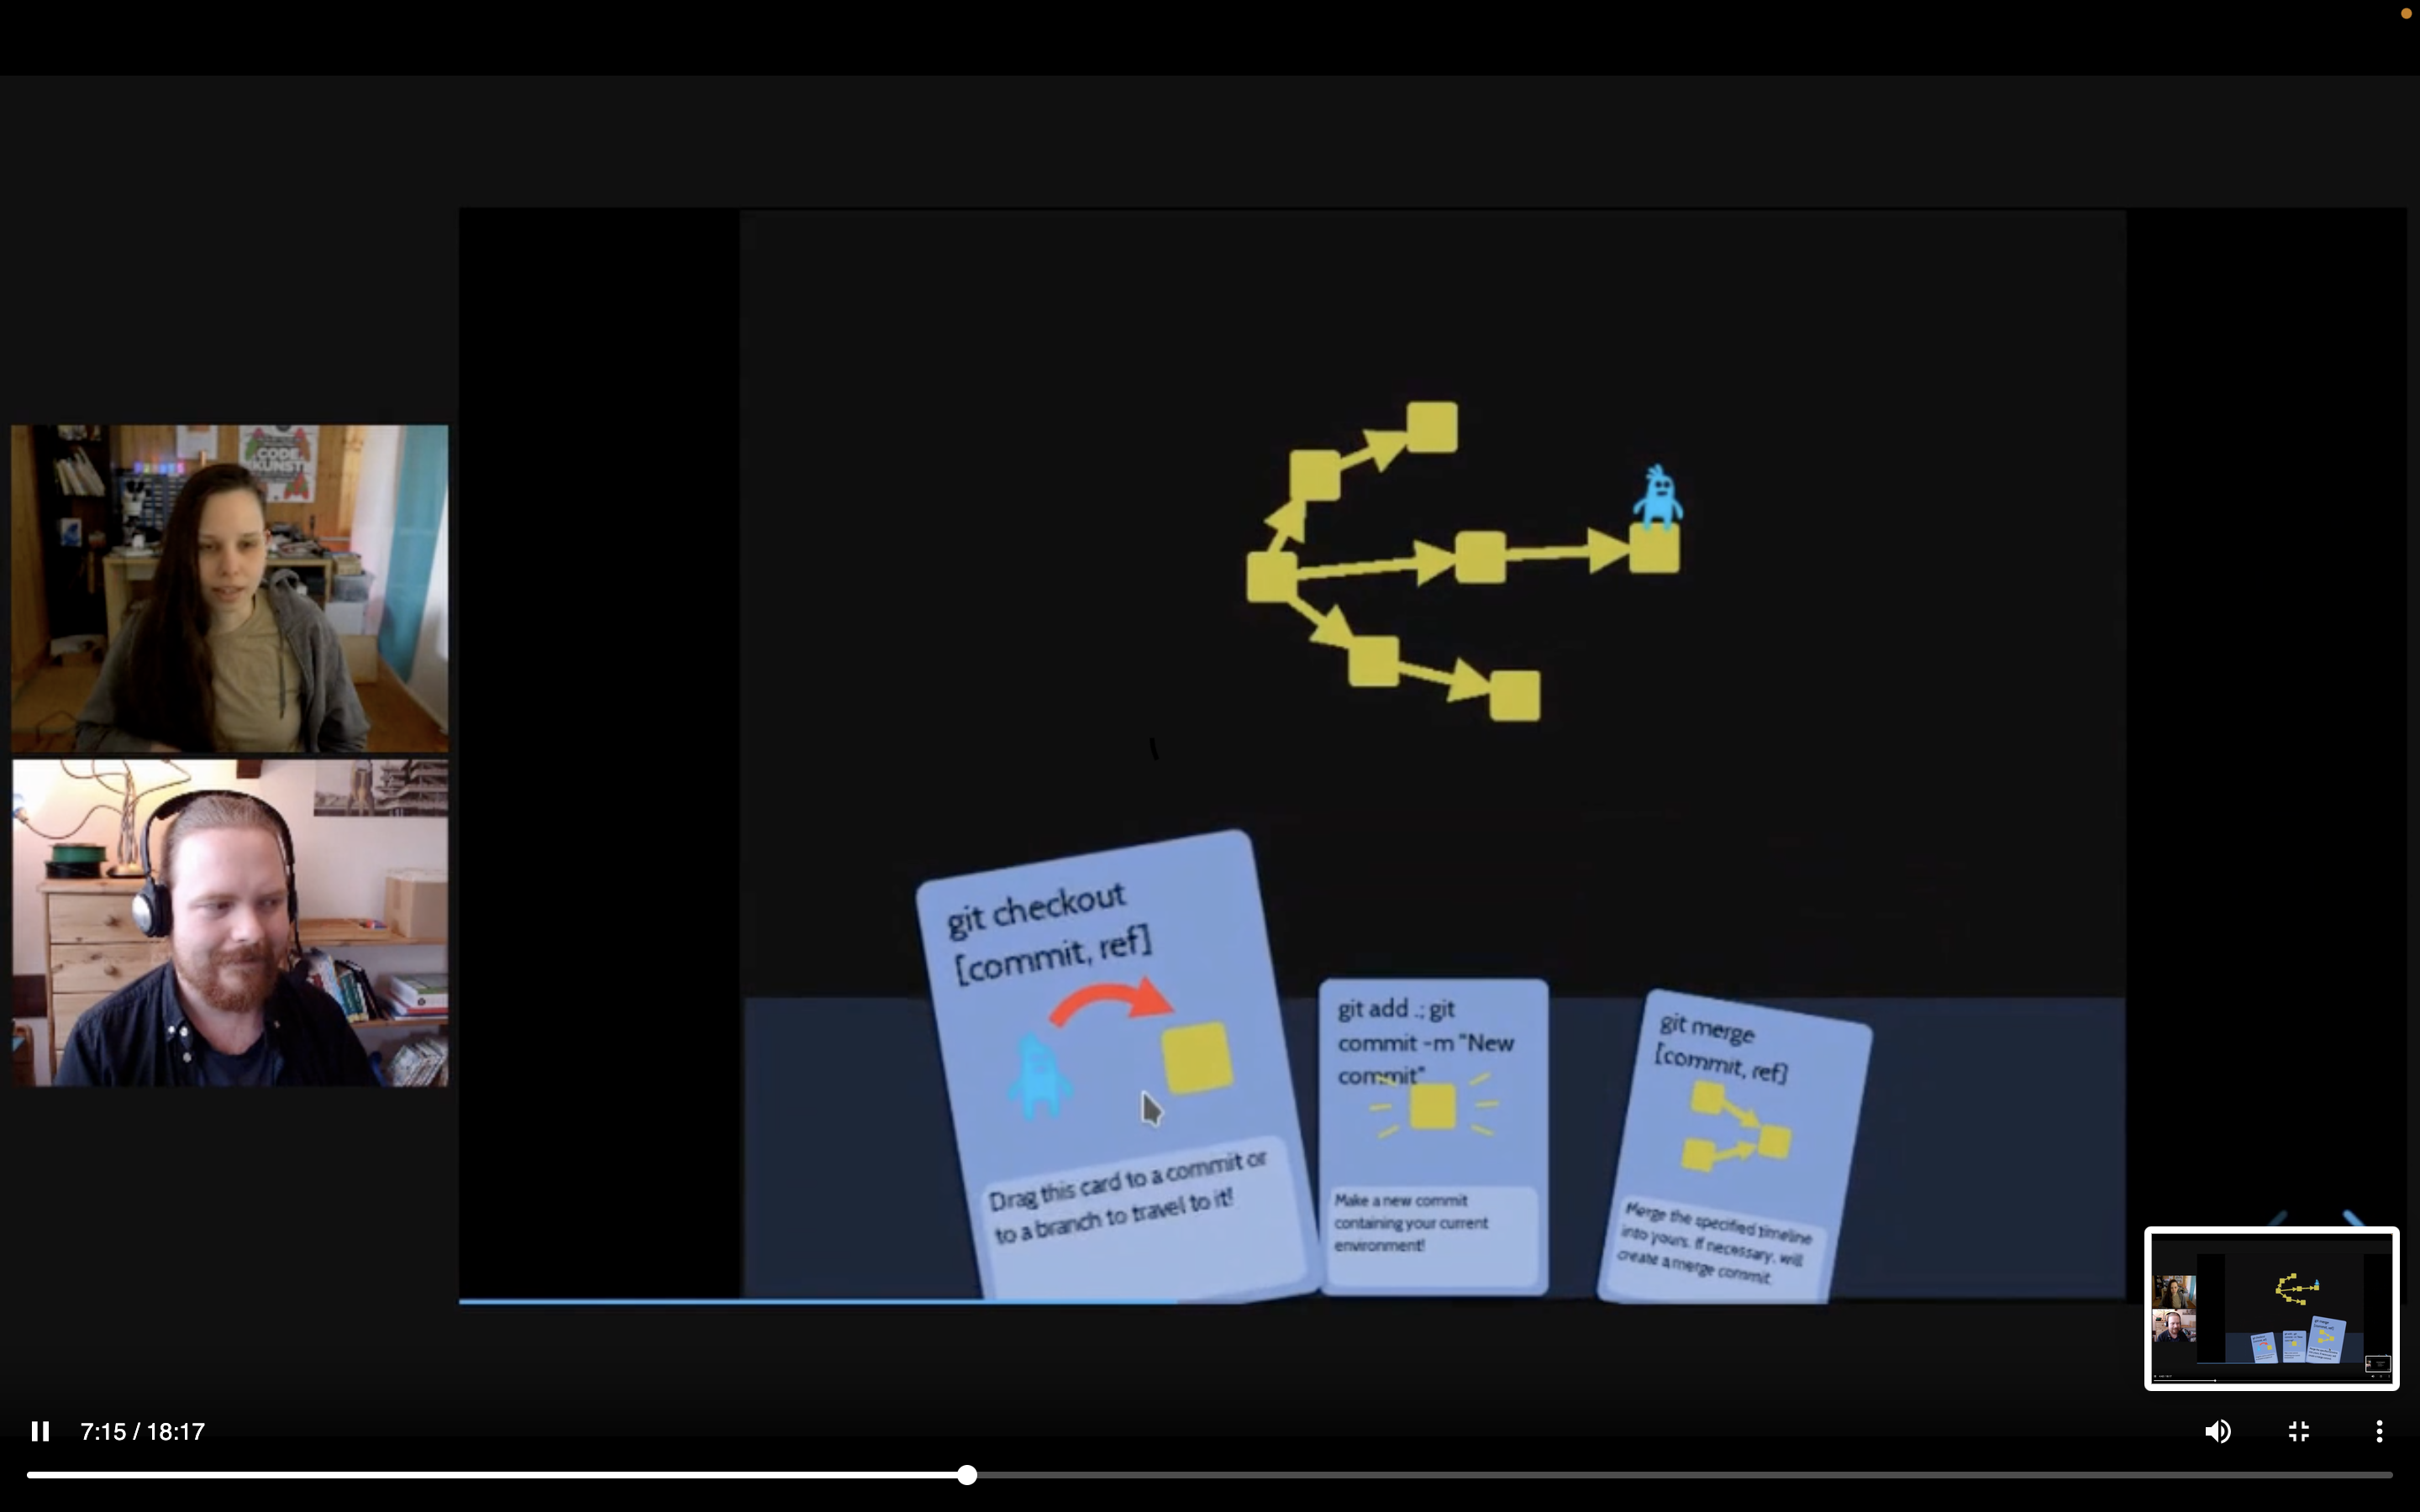 CODE
KUNST!
git checkout
[commit, ref]
Drag this card to a commit or
to a branch to travel to it!
git add .; git
commit -m "New
commit"
Make a new commit
containing your current
environment!
git merge
[commit, ref]
Merge the specified timeline
into yours. If necessary, will
create a merge commit.
7:15 / 18:17